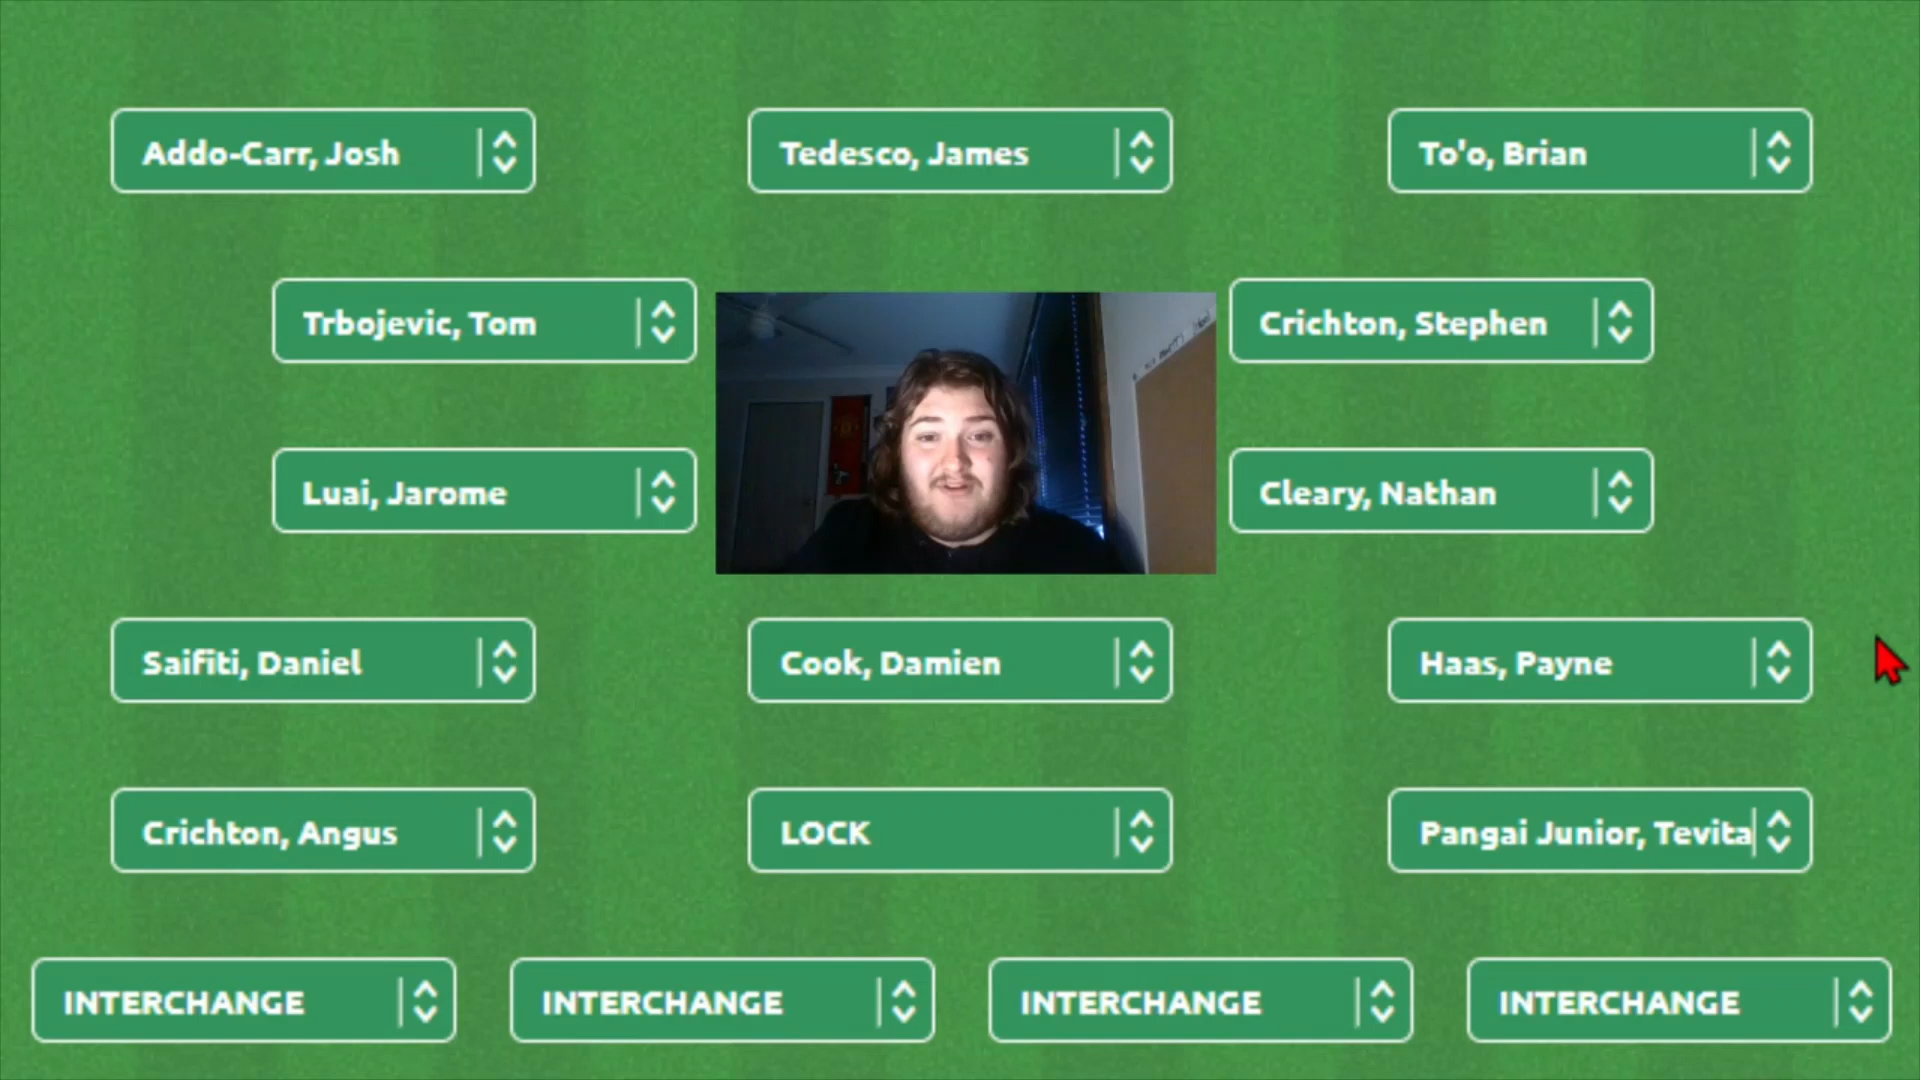 Addo-Carr, Josh
Tedesco, James
To'o, Brian
Trbojevic, Tom
Crichton, Stephen
Luai, Jarome
Cleary, Nathan
Saifiti, Daniel
Cook, Damien
Haas, Payne
Crichton, Angus
LOCK
Pangai Junior, Tevita
INTERCHANGE
INTERCHANGE
INTERCHANGE
INTERCHANGE